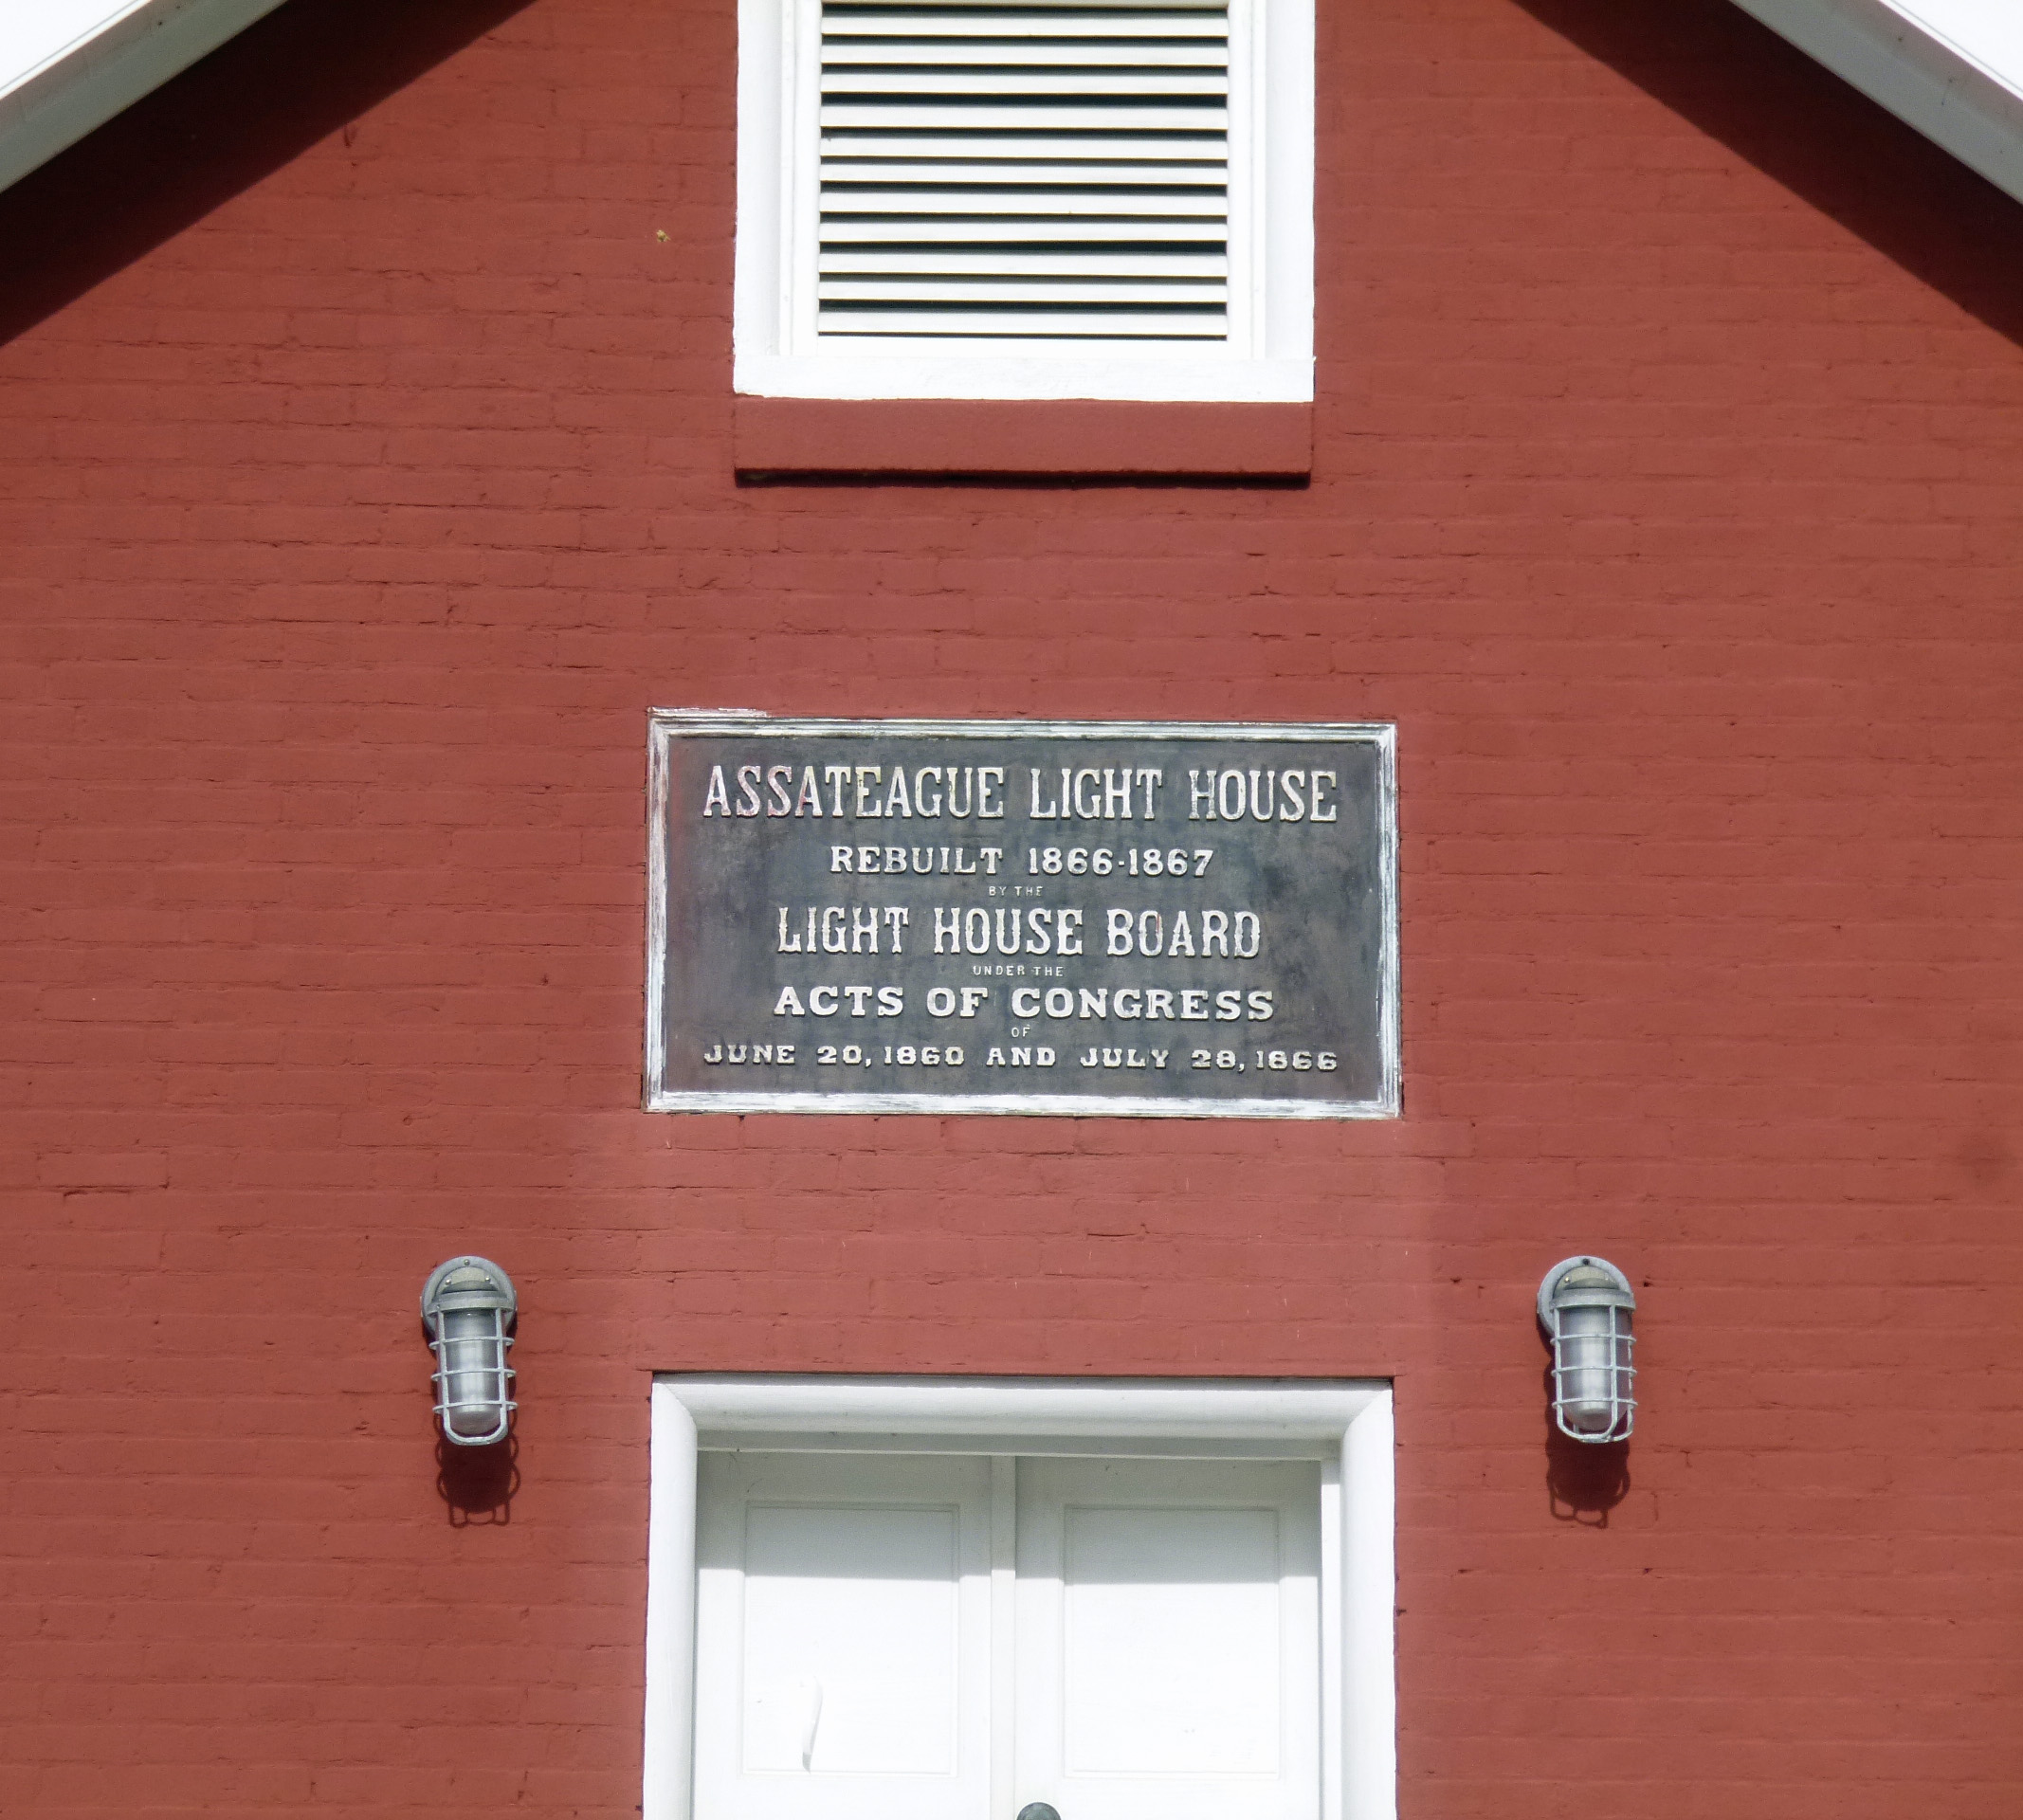 ASSATEAGUE LIGHT HOUSE
REBUILT 1866-1867
BY THE
LIGHT HOUSE BOARD
UNDER THE
ACTS OF CONGRESS
OF
JUNE 20, 1860 AND JULY 28, 1866